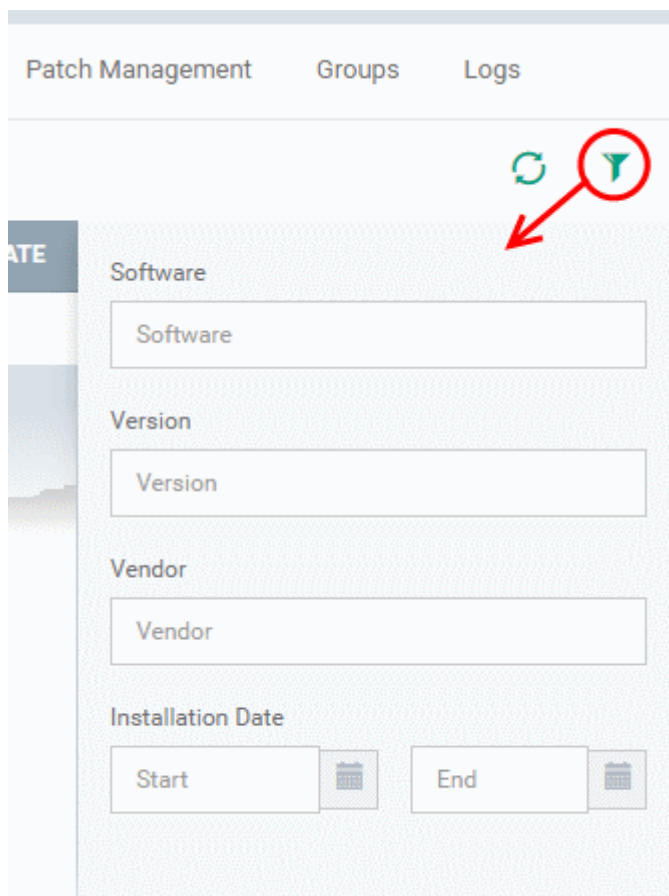 Patch Management Groups Logs
ATE
Software
Software
Version
Version
Vendor
Vendor
Installation Date
Start End